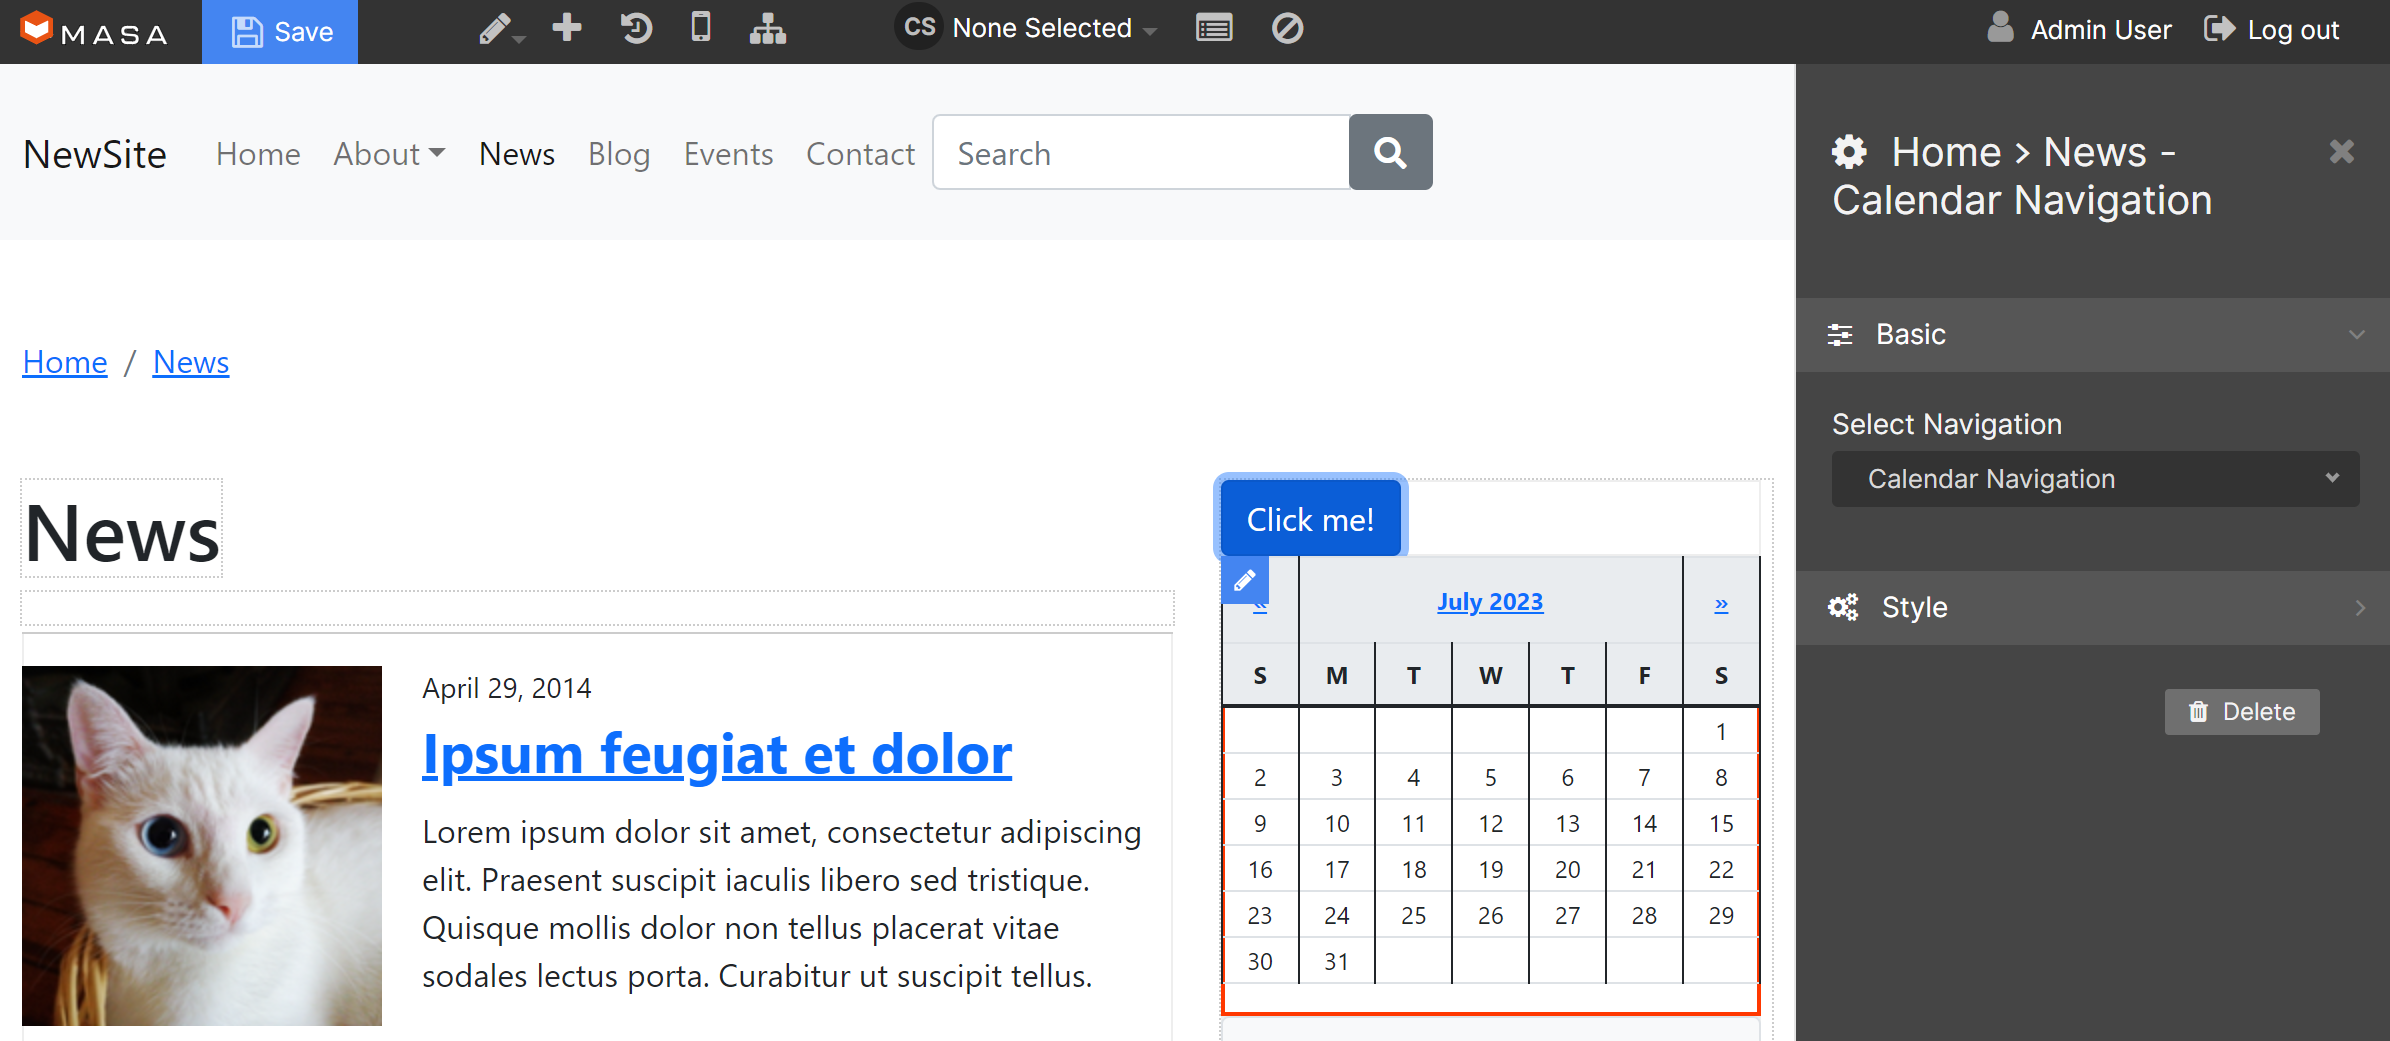 MASA
Save
CS None Selected
Admin User
Log out
NewSite Home About News Blog Events Contact Search
Home > News -
Calendar Navigation
Basic
Select Navigation
Calendar Navigation
Style
Delete
Home / News
News
April 29, 2014
Ipsum feugiat et dolor
Lorem ipsum dolor sit amet, consectetur adipiscing
elit. Praesent suscipit iaculis libero sed tristique.
Quisque mollis dolor non tellus placerat vitae
sodales lectus porta. Curabitur ut suscipit tellus.
Click me!
« July 2023 »
S M T W T F S
1
2 3 4 5 6 7 8
9 10 11 12 13 14 15
16 17 18 19 20 21 22
23 24 25 26 27 28 29
30 31